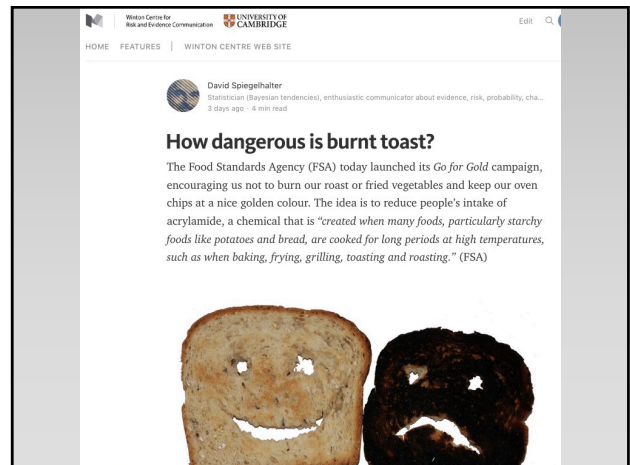 Winton Centre for
Risk and Evidence Communication
UNIVERSITY OF
CAMBRIDGE
Edit
HOME FEATURES | WINTON CENTRE WEB SITE
David Spiegelhalter
Statistician (Bayesian tendencies), enthusiastic communicator about evidence, risk, probability, cha...
3 days ago · 4 min read
How dangerous is burnt toast?
The Food Standards Agency (FSA) today launched its Go for Gold campaign,
encouraging us not to burn our roast or fried vegetables and keep our oven
chips at a nice golden colour. The idea is to reduce people's intake of
acrylamide, a chemical that is "created when many foods, particularly starchy
foods like potatoes and bread, are cooked for long periods at high temperatures,
such as when baking, frying, grilling, toasting and roasting." (FSA)